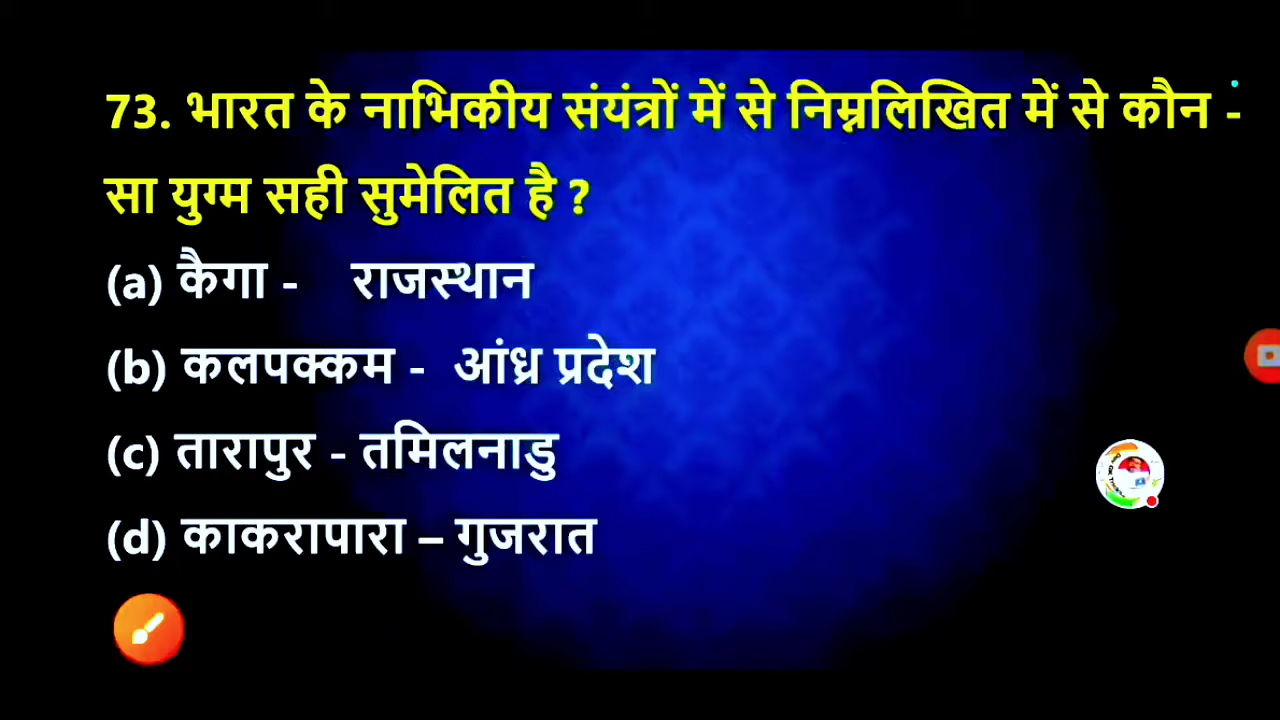 73. भारत के नाभिकीय संयंत्रों में से निम्नलिखित में से कौन -
सा युग्म सही सुमेलित है ?
(a) कैगा - राजस्थान
(b) कलपक्कम - आंध्र प्रदेश
(c) तारापुर - तमिलनाडु
(d) काकरापारा – गुजरात